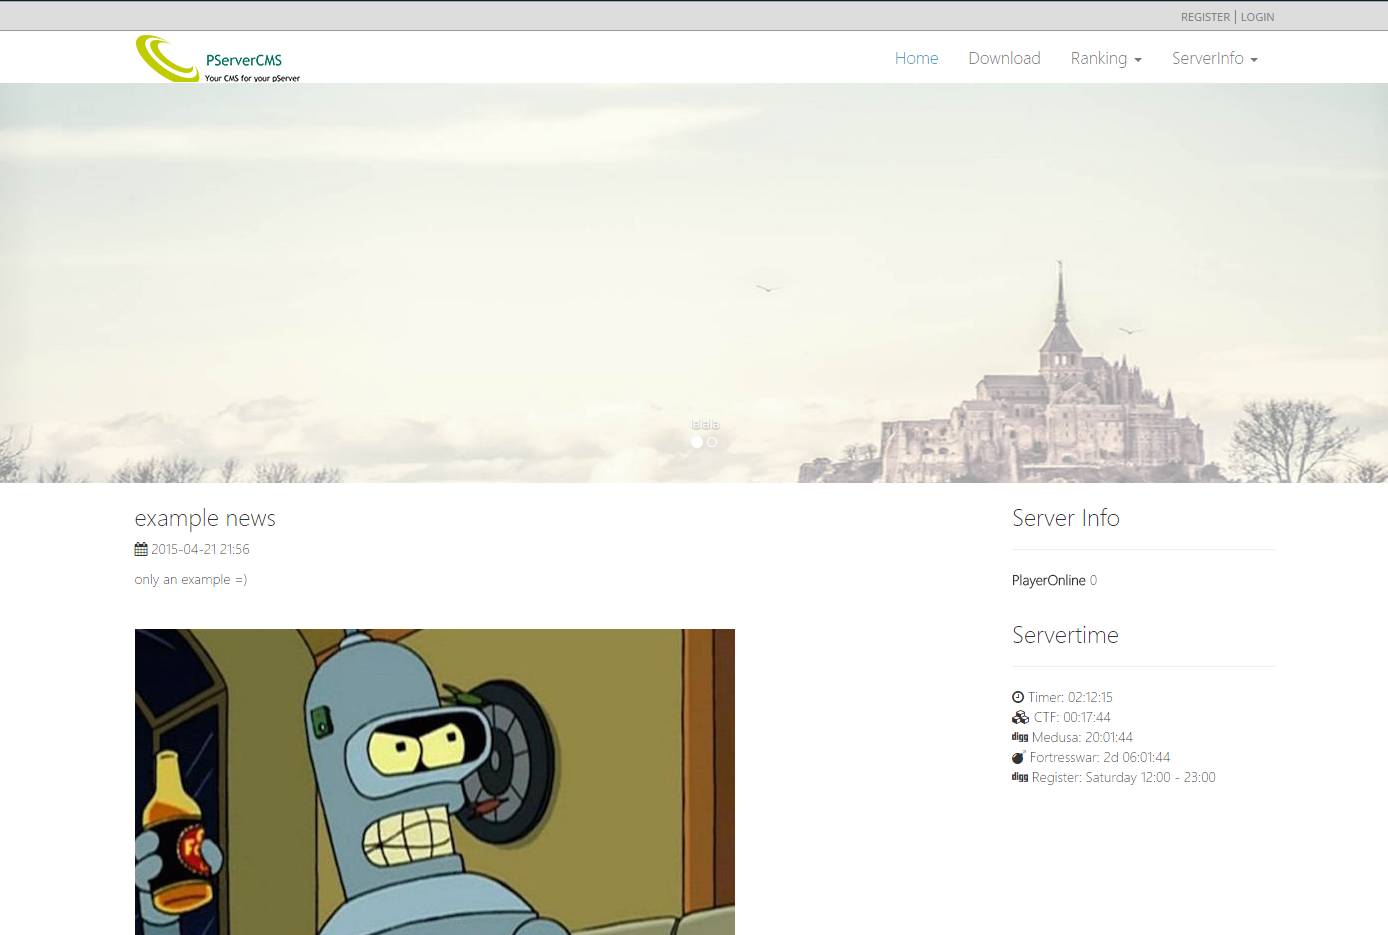 REGISTER | LOGIN
PServerCMS
Your CMS for your pServer
Home Download Ranking ServerInfo
lalala
example news
2015-04-21 21:56
only an example =)
Server Info
PlayerOnline 0
Servertime
Timer: 02:12:15
CTF: 00:17:44
digg Medusa: 20:01:44
Fortresswar: 2d 06:01:44
digg Register: Saturday 12:00 - 23:00